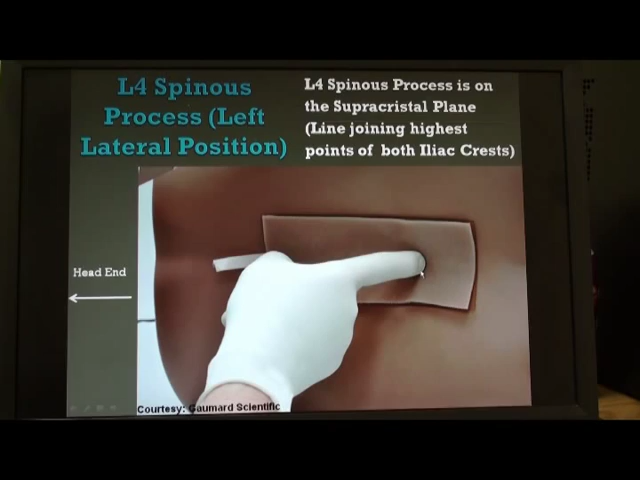 L4 Spinous
Process (Left
Lateral Position)
L4 Spinous Process is on
the Supracristal Plane
(Line joining highest
points of both Iliac Crests)
Head End
Courtesy: Gaumard Scientific